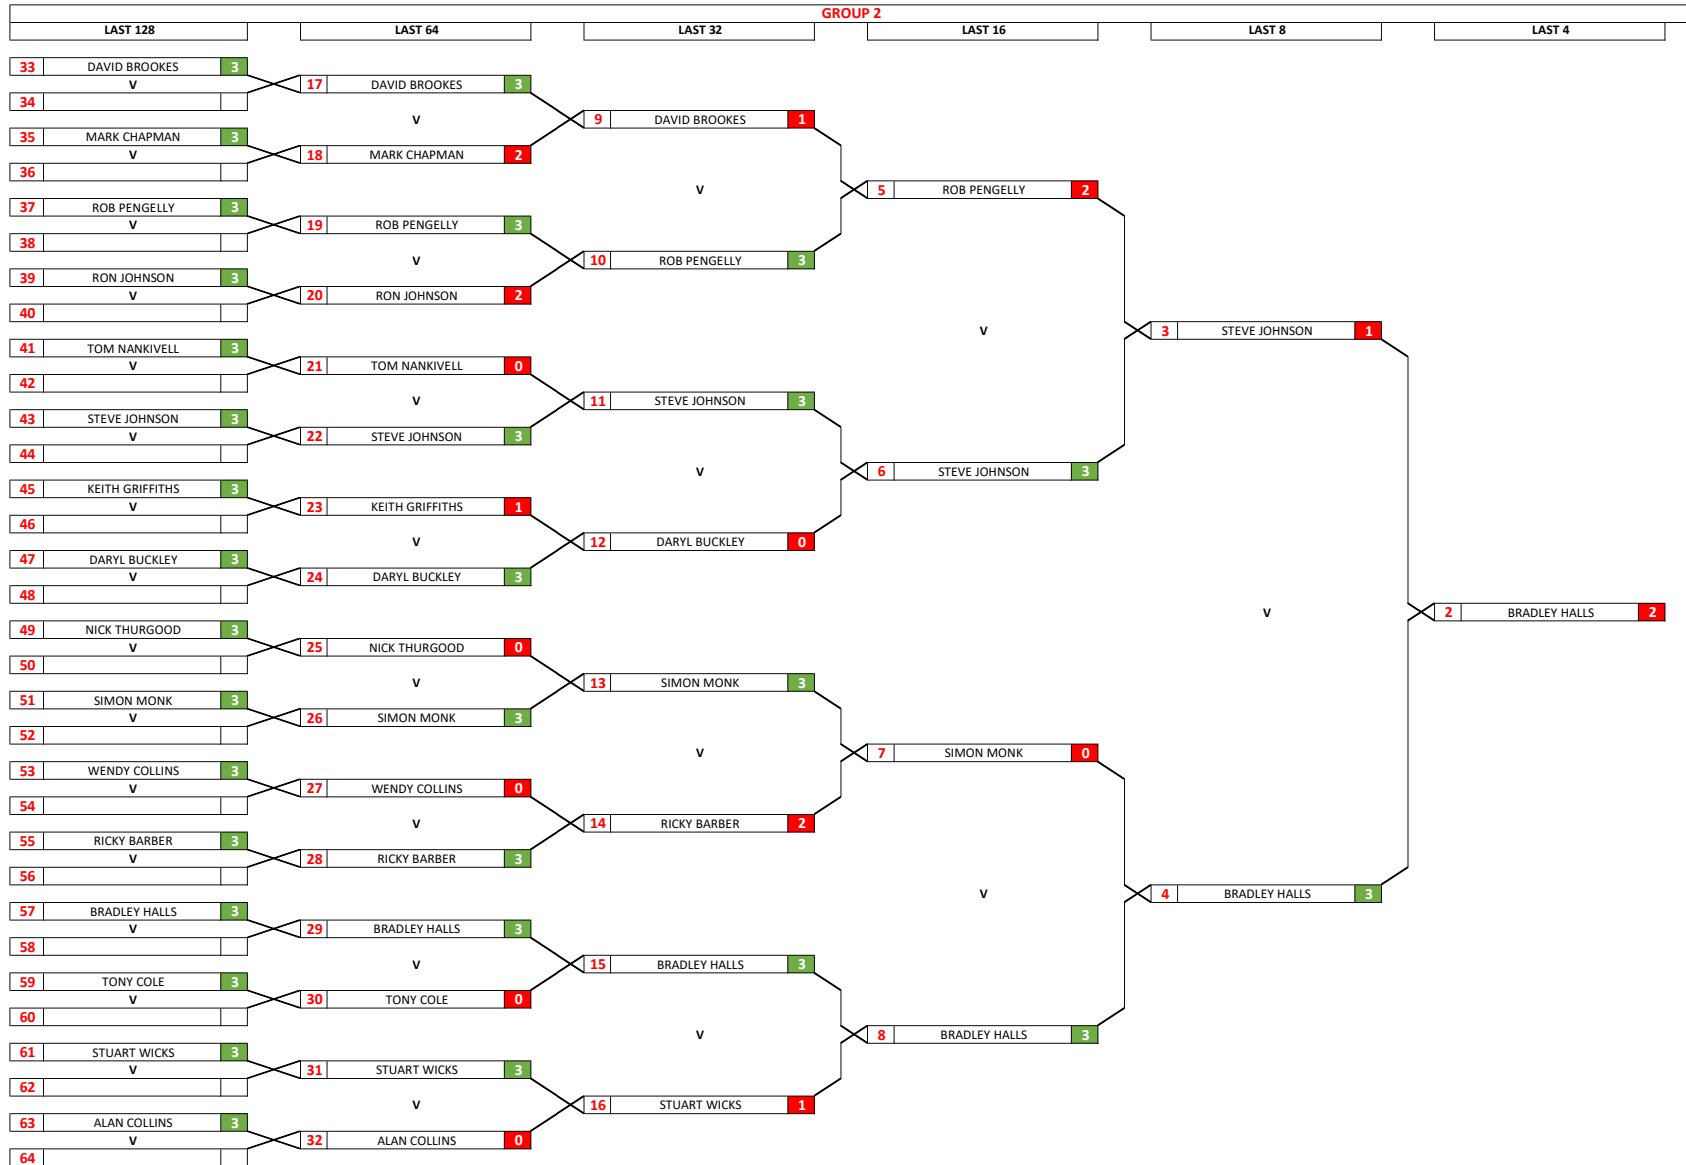 GROUP 2
LAST 128 LAST 64 LAST 32 LAST 16 LAST 8 LAST 4
33 DAVID BROOKES 3
V 17 DAVID BROOKES 3
34
V 9 DAVID BROOKES 1
35 MARK CHAPMAN 3
V 18 MARK CHAPMAN 2
36
V 5 ROB PENGELLY 2
37 ROB PENGELLY 3
V 19 ROB PENGELLY 3
38
V 10 ROB PENGELLY 3
39 RON JOHNSON 3
V 20 RON JOHNSON 2
40
V 3 STEVE JOHNSON 1
41 TOM NANKIVELL 3
V 21 TOM NANKIVELL 0
42
V 11 STEVE JOHNSON 3
43 STEVE JOHNSON 3
V 22 STEVE JOHNSON 3
44
V 6 STEVE JOHNSON 3
45 KEITH GRIFFITHS 3
V 23 KEITH GRIFFITHS 1
46
V 12 DARYL BUCKLEY 0
47 DARYL BUCKLEY 3
V 24 DARYL BUCKLEY 3
48
V 2 BRADLEY HALLS 2
49 NICK THURGOOD 3
V 25 NICK THURGOOD 0
50
V 13 SIMON MONK 3
51 SIMON MONK 3
V 26 SIMON MONK 3
52
V 7 SIMON MONK 0
53 WENDY COLLINS 3
V 27 WENDY COLLINS 0
54
V 14 RICKY BARBER 2
55 RICKY BARBER 3
V 28 RICKY BARBER 3
56
V 4 BRADLEY HALLS 3
57 BRADLEY HALLS 3
V 29 BRADLEY HALLS 3
58
V 15 BRADLEY HALLS 3
59 TONY COLE 3
V 30 TONY COLE 0
60
V 8 BRADLEY HALLS 3
61 STUART WICKS 3
V 31 STUART WICKS 3
62
V 16 STUART WICKS 1
63 ALAN COLLINS 3
V 32 ALAN COLLINS 0
64